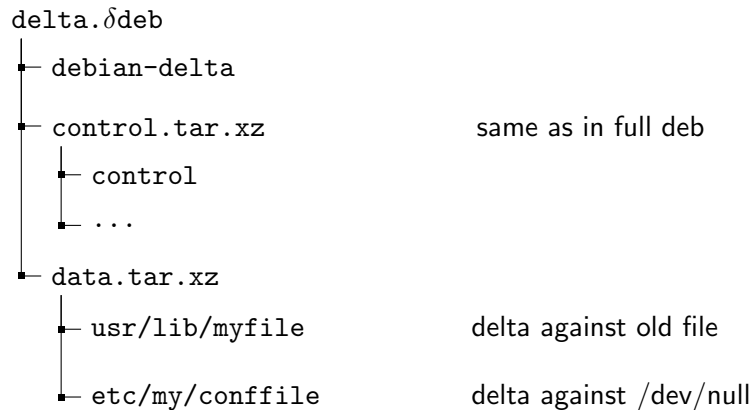 delta.δdeb
debian-delta
control.tar.xz same as in full deb
control
...
data.tar.xz
usr/lib/myfile delta against old file
etc/my/conffile delta against /dev/null